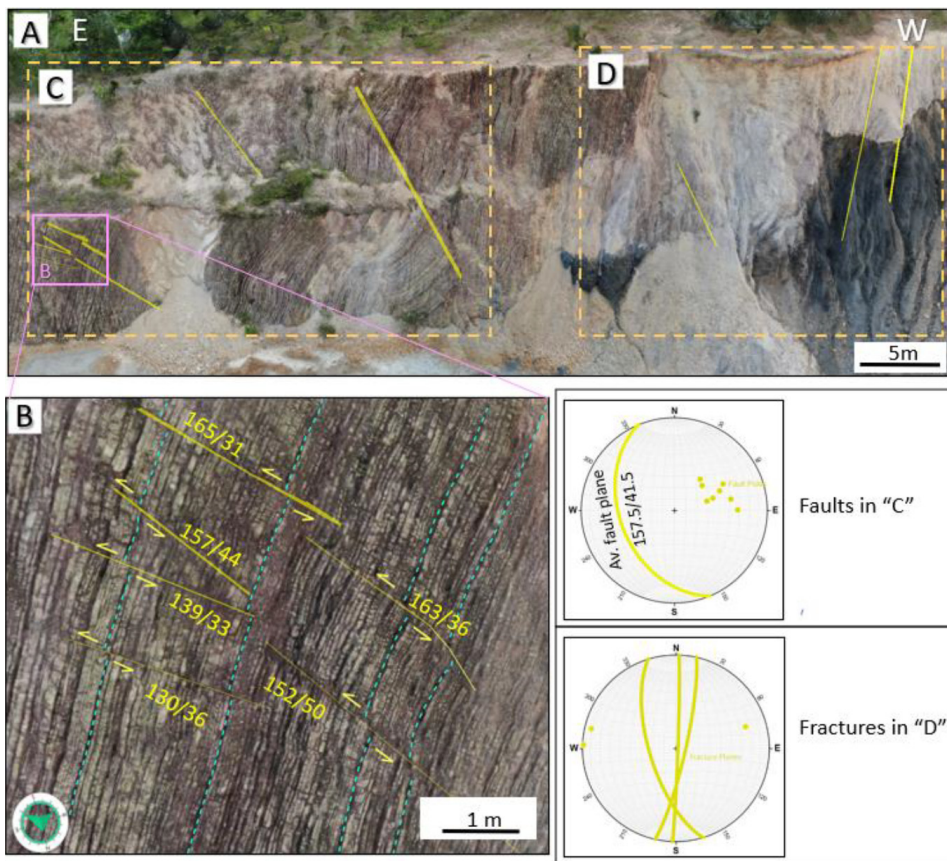 A
E
W
C
D
B
5m
B
165/31
157/44
139/33
163/36
130/36
152/50
1 m
N
Fault Poles
W
E
Av. fault plane
157.5/41.5
S
Faults in “C”
N
W
E
Fracture Planes
S
Fractures in “D”